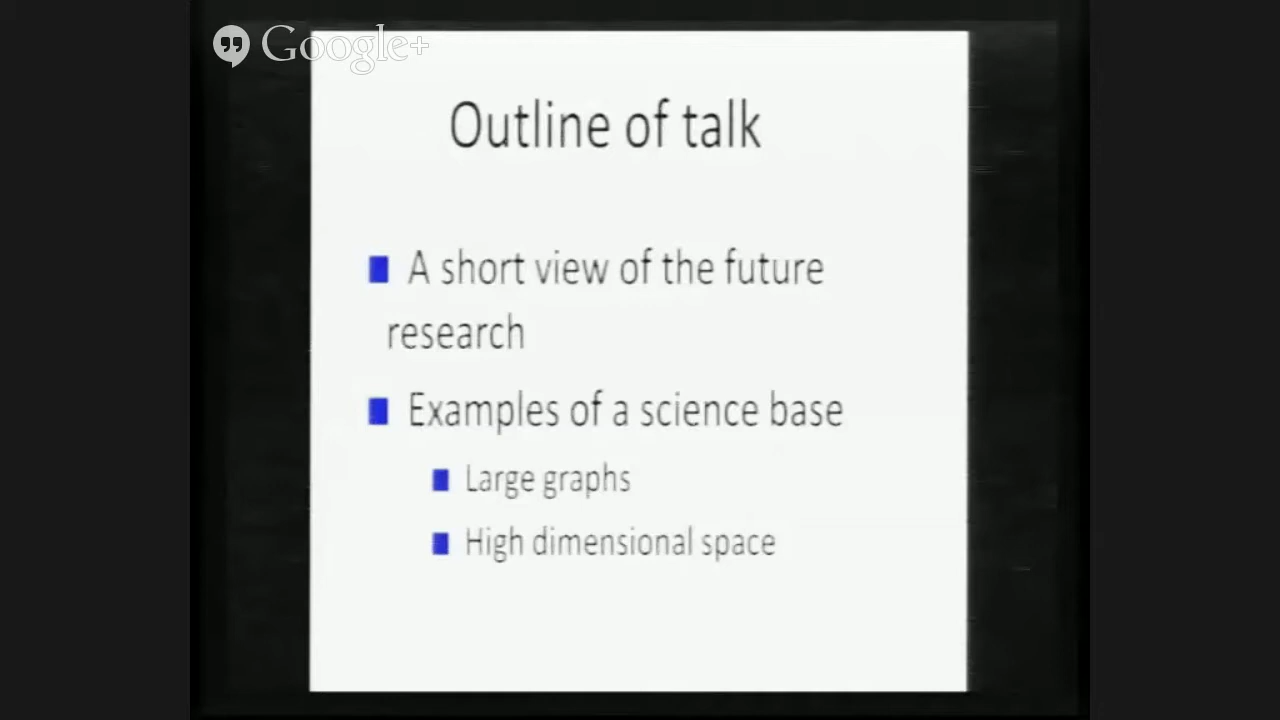 Google+
Outline of talk
A short view of the future
research
Examples of a science base
Large graphs
High dimensional space